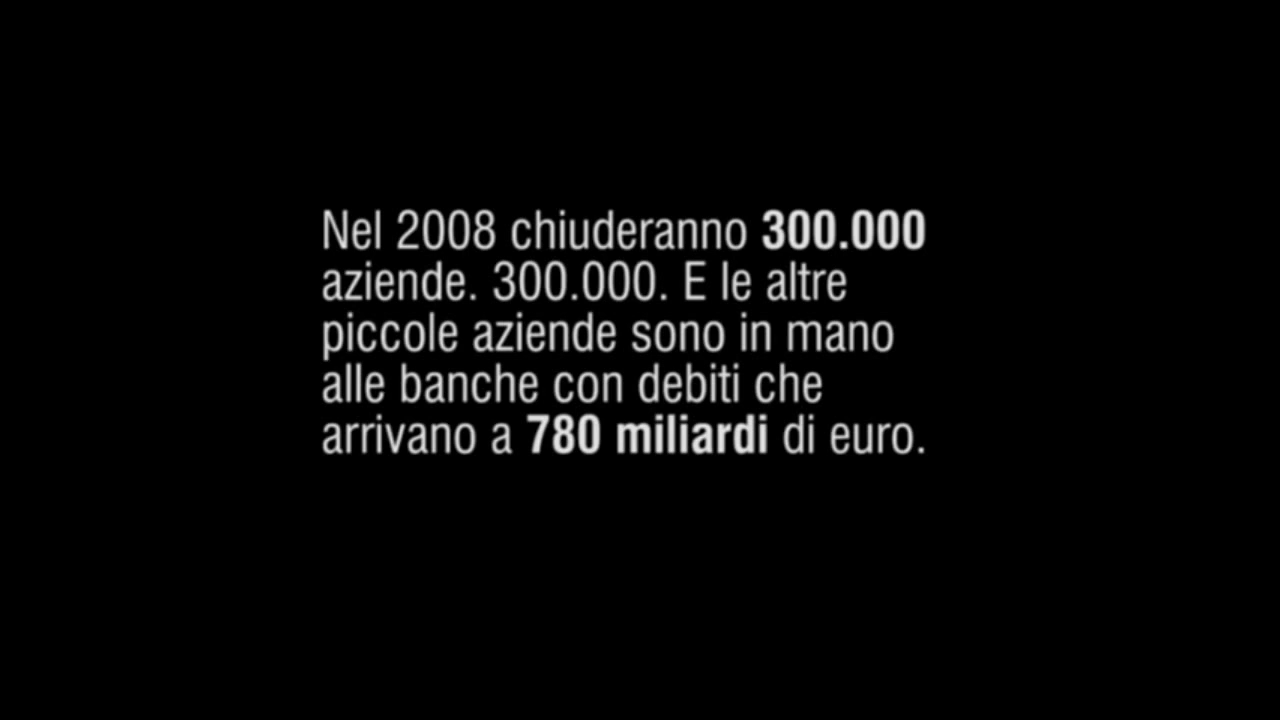 Nel 2008 chiuderanno 300.000
aziende. 300.000. E le altre
piccole aziende sono in mano
alle banche con debiti che
arrivano a 780 miliardi di euro.